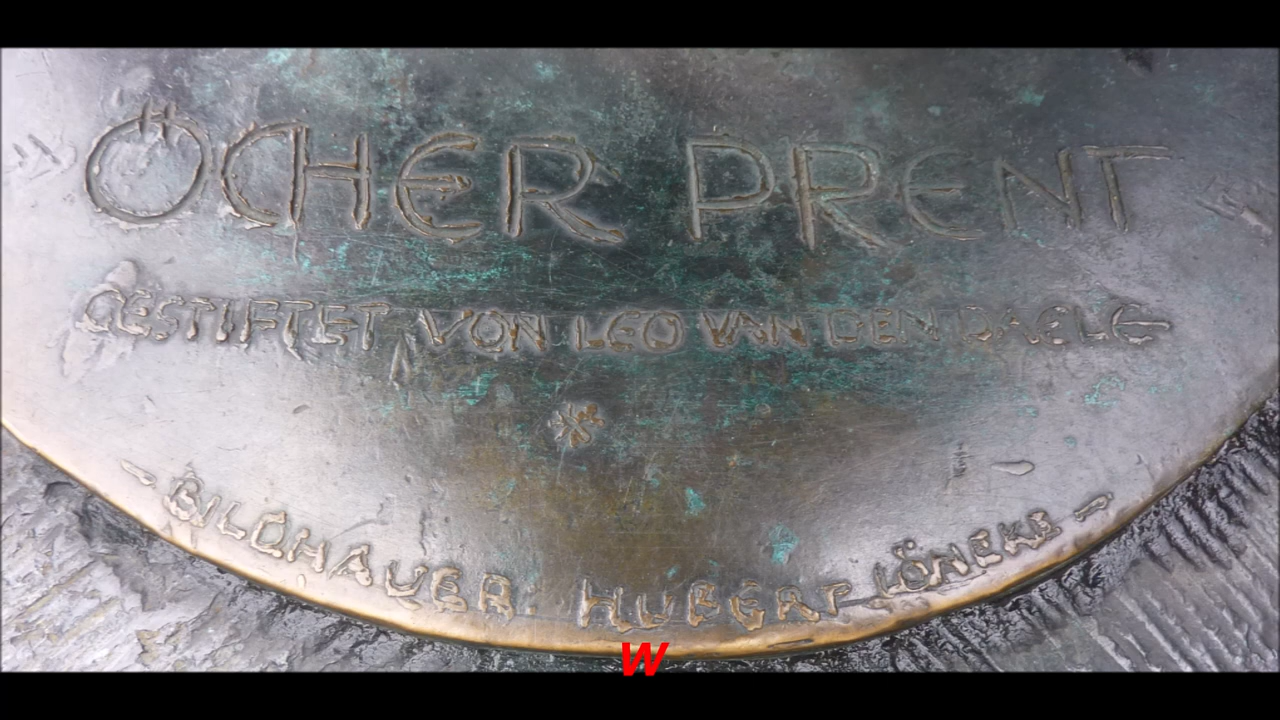 ÖCHER PRENT
GESTIFTET VON LEO VAN DEN DAELE
- BILDHAUER. HUBERT LÖNEKE -
W